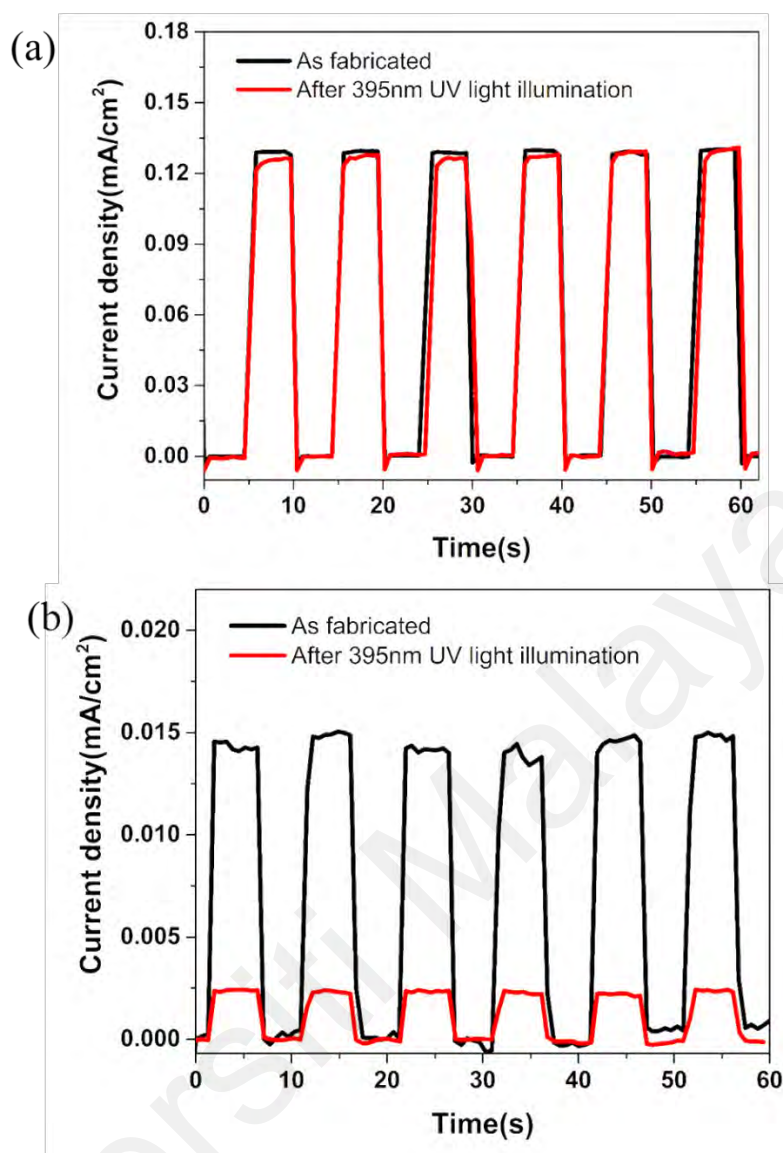 (a)
0.18
0.15
0.12
0.09
0.06
0.03
0.00
Current density(mA/cm²)
As fabricated
After 395nm UV light illumination
0 10 20 30 40 50 60
Time(s)
(b)
0.020
0.015
0.010
0.005
0.000
Current density(mA/cm²)
As fabricated
After 395nm UV light illumination
0 10 20 30 40 50 60
Time(s)
ersiti Malaya